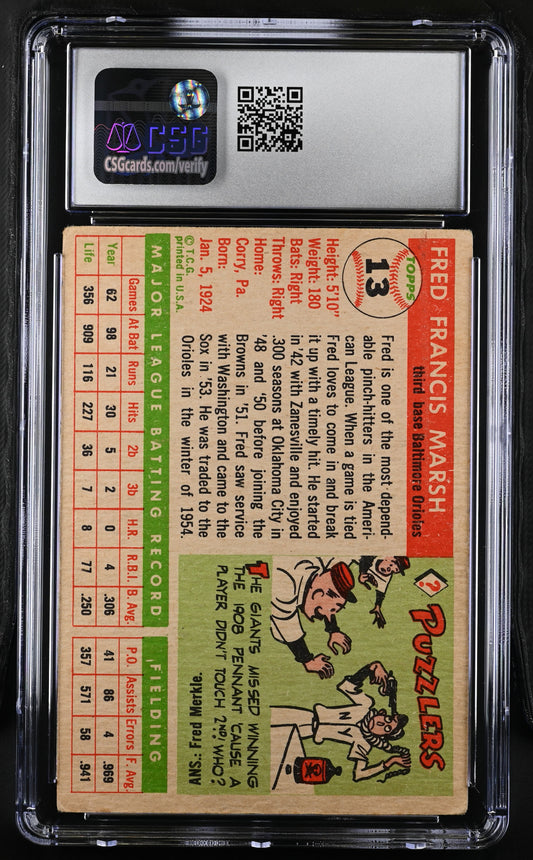 CSG
CSGcards.com/verify
TOPPS
13
FRED FRANCIS MARSH
third base Baltimore Orioles
Height: 5'10"
Weight: 180
Bats: Right
Throws: Right
Home:
Corry, Pa.
Born:
Jan. 5, 1924
© T.C.G.
printed in U.S.A.
Fred is one of the most depend-
able pinch-hitters in the Ameri-
can League. When a game is tied
Fred loves to come in and break
it up with a timely hit. He started
in '42 with Zanesville and enjoyed
.300 seasons at Oklahoma City in
'48 and '50 before joining the
Browns in '51. Fred saw service
with Washington and came to the
Sox in '53. He was traded to the
Orioles in the winter of 1954.
?
PUZZLERS
NY
THE GIANTS MISSED WINNING
THE 1908 PENNANT 'CAUSE A
PLAYER DIDN'T TOUCH 2ND. WHO?
ANS.: Fred Merkle.
MAJOR LEAGUE BATTING RECORD
FIELDING
Games At Bat Runs Hits 2b 3b H.R. R.B.I. B. Avg. P.O. Assists Errors F. Avg.
Year 62 98 21 30 5 2 0 4 .306 41 86 4 .969
Life 356 909 116 227 36 7 8 77 .250 357 571 58 .941